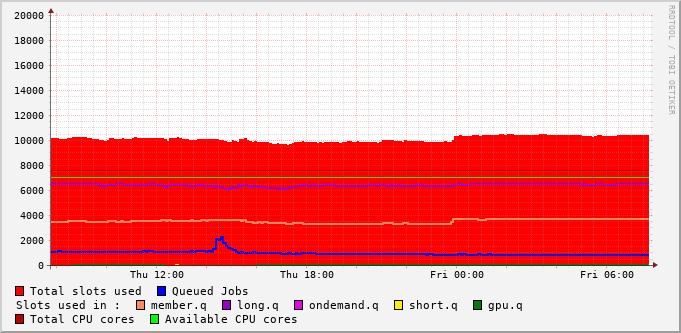 RRDTOOL / TOBI OETIKER
20000
18000
16000
14000
12000
10000
8000
6000
4000
2000
0
Thu 12:00 Thu 18:00 Fri 00:00 Fri 06:00
Total slots used Queued Jobs
Slots used in : member.q long.q ondemand.q short.q gpu.q
Total CPU cores Available CPU cores